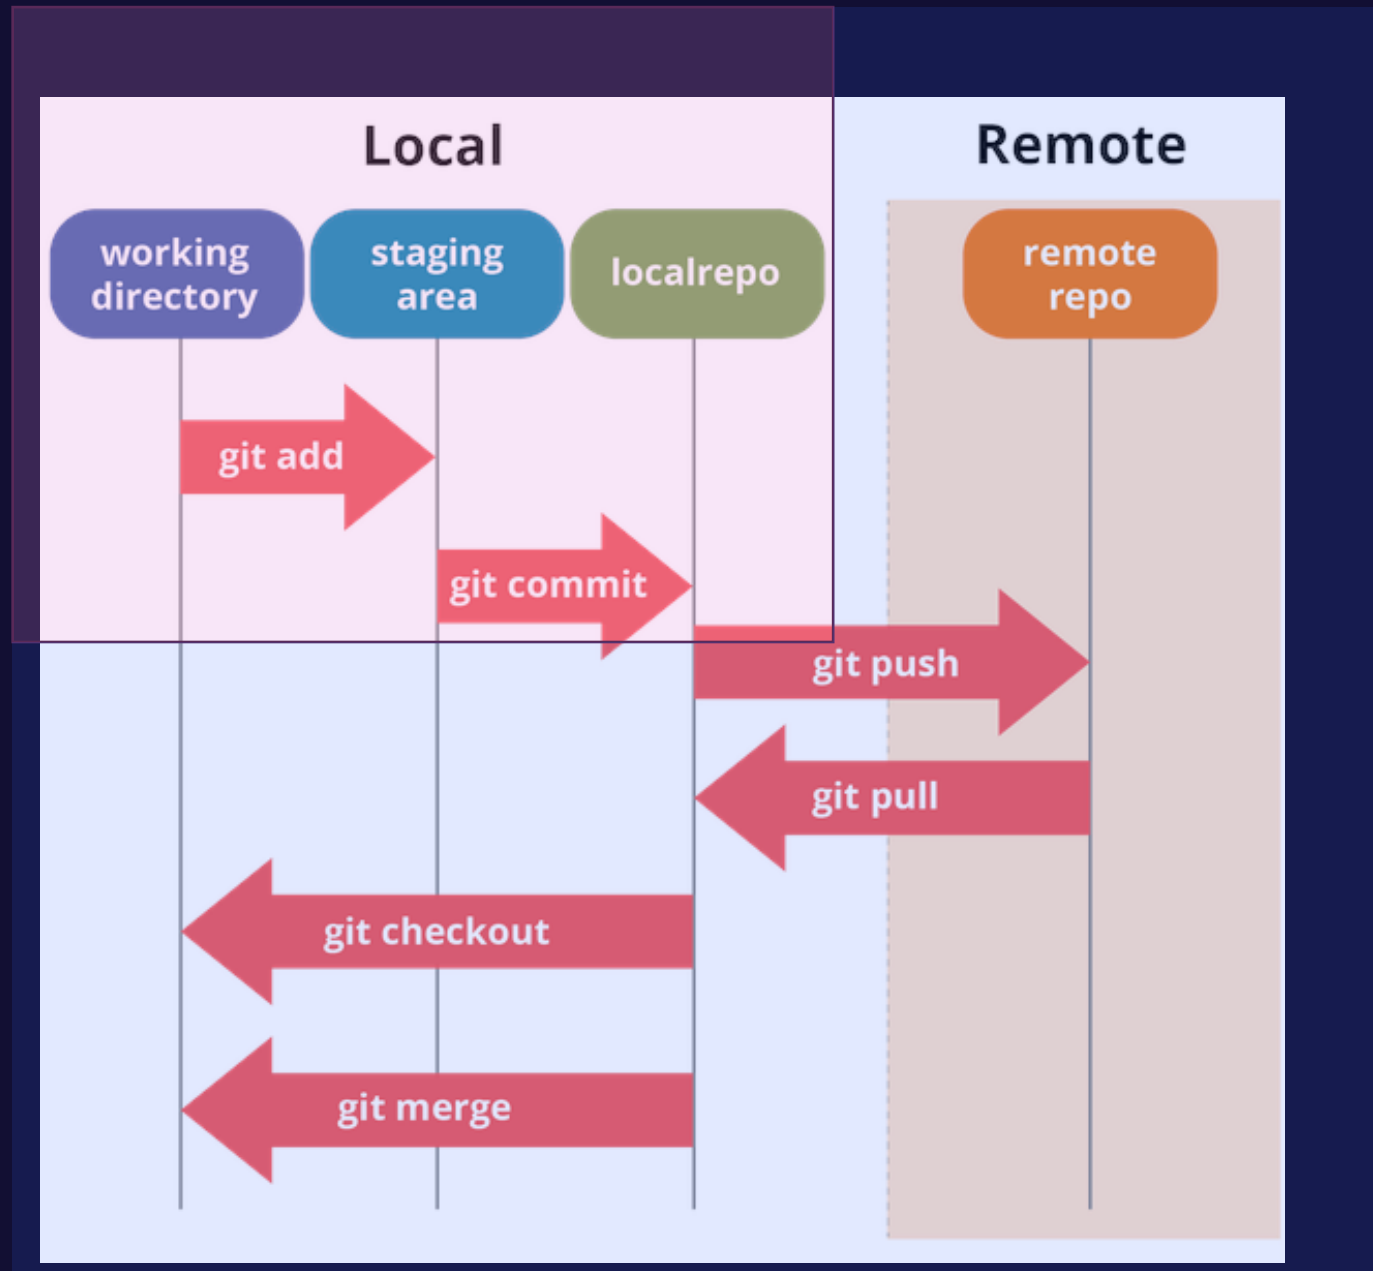 Local
Remote
working
directory
staging
area
localrepo
remote
repo
git add
git commit
git push
git pull
git checkout
git merge